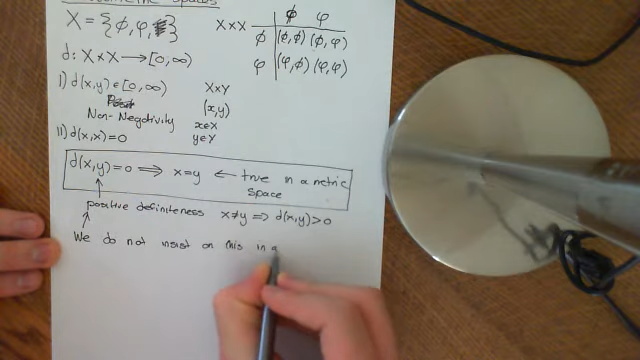 X = {ϕ, φ, }
X×X ϕ φ
ϕ (ϕ,ϕ) (ϕ,φ)
φ (φ,ϕ) (φ,φ)
d: X×X → [0, ∞)
I) d(x,y) ∈ [0, ∞) X×Y
Non-Negativity (x,y)
x∈X
II) d(x,x)=0 y∈Y
d(x,y)=0 ⟹ x=y ← true in a metric
space
positive definiteness x≠y ⟹ d(x,y)>0
We do not insist on this in a